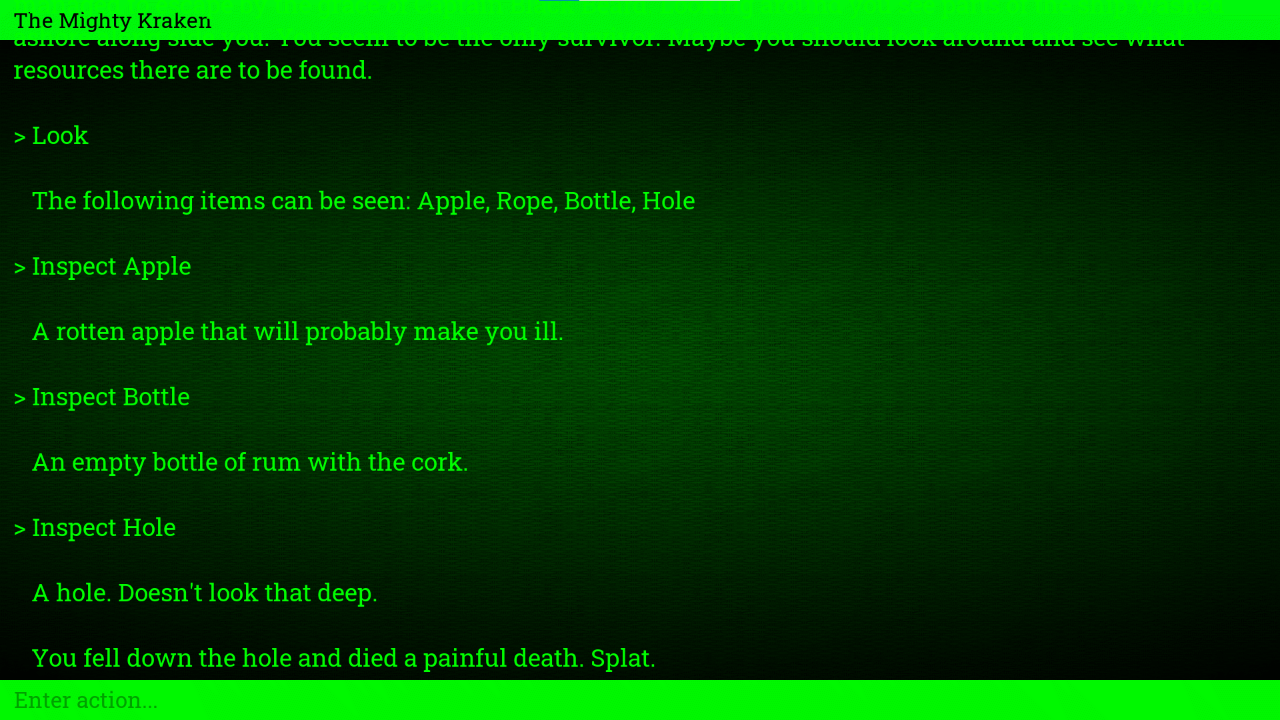 The Mighty Kraken
ashore along side you. You seem to be the only survivor. Maybe you should look around and see what
resources there are to be found.
> Look
The following items can be seen: Apple, Rope, Bottle, Hole
> Inspect Apple
A rotten apple that will probably make you ill.
> Inspect Bottle
An empty bottle of rum with the cork.
> Inspect Hole
A hole. Doesn't look that deep.
You fell down the hole and died a painful death. Splat.
Enter action...